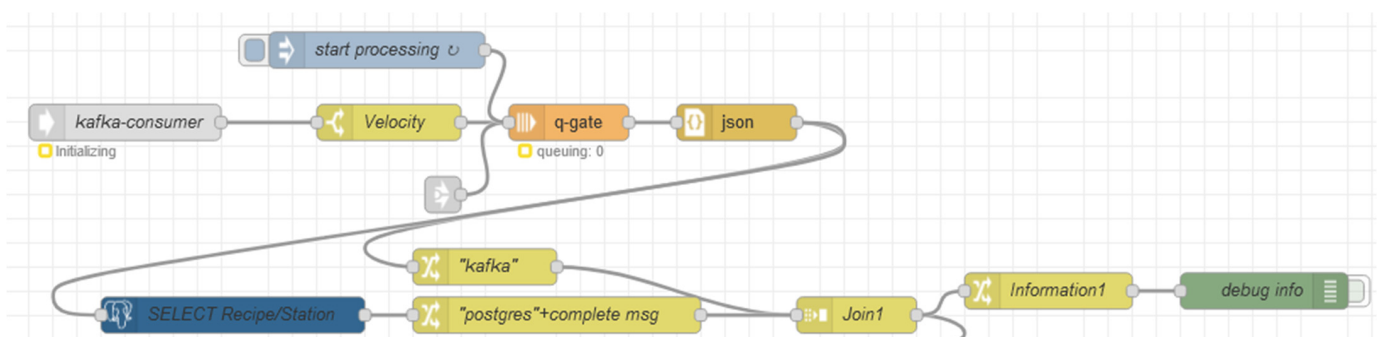 start processing ↻
kafka-consumer
Velocity
q-gate
json
Initializing
queuing: 0
"kafka"
Information1
debug info
SELECT Recipe/Station
"postgres"+complete msg
Join1